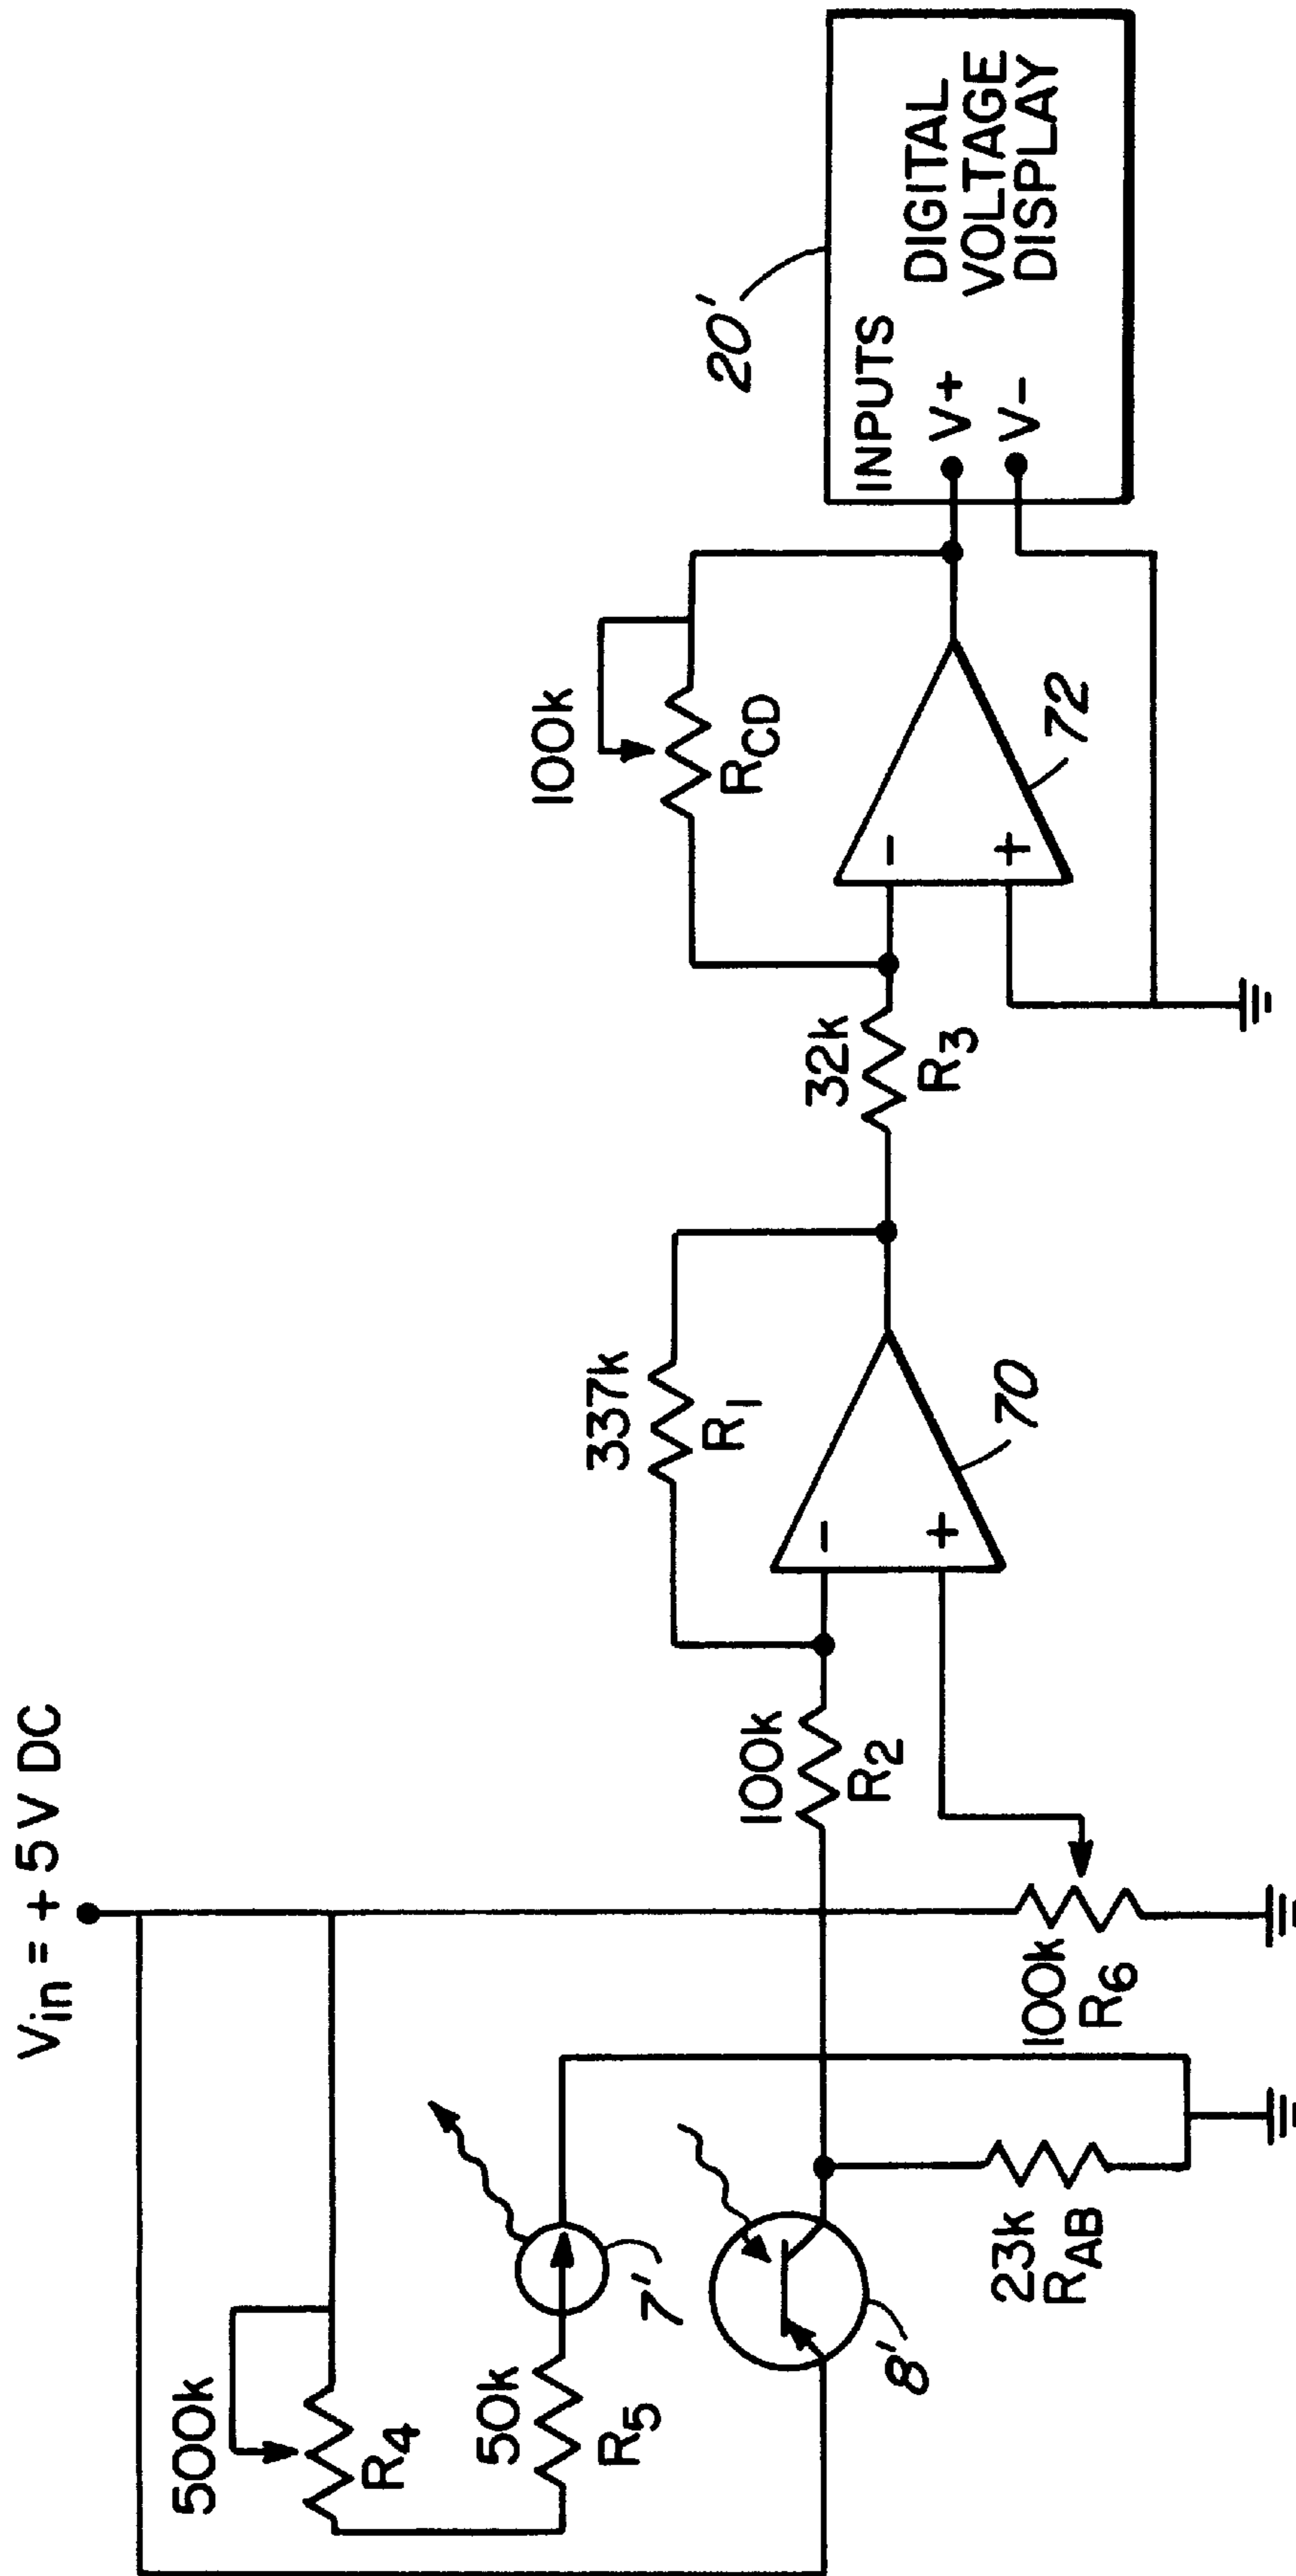 Vin = + 5 V DC
500k
R4
50k
R5
7'
8'
23k
RAB
100k
R6
100k
R2
337k
R1
-
+
70
32k
R3
100k
RCD
-
+
72
20'
INPUTS
V+
V-
DIGITAL
VOLTAGE
DISPLAY